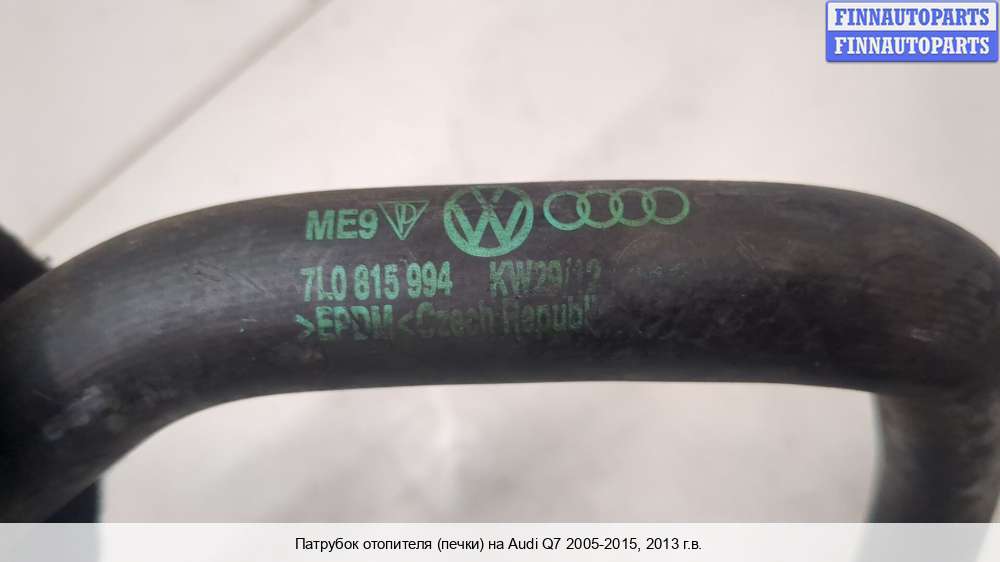 FINNAUTOPARTS
FINNAUTOPARTS
ME9
7L0 815 994 KW29/12
>EPDM< Czech Republi
Патрубок отопителя (печки) на Audi Q7 2005-2015, 2013 г.в.